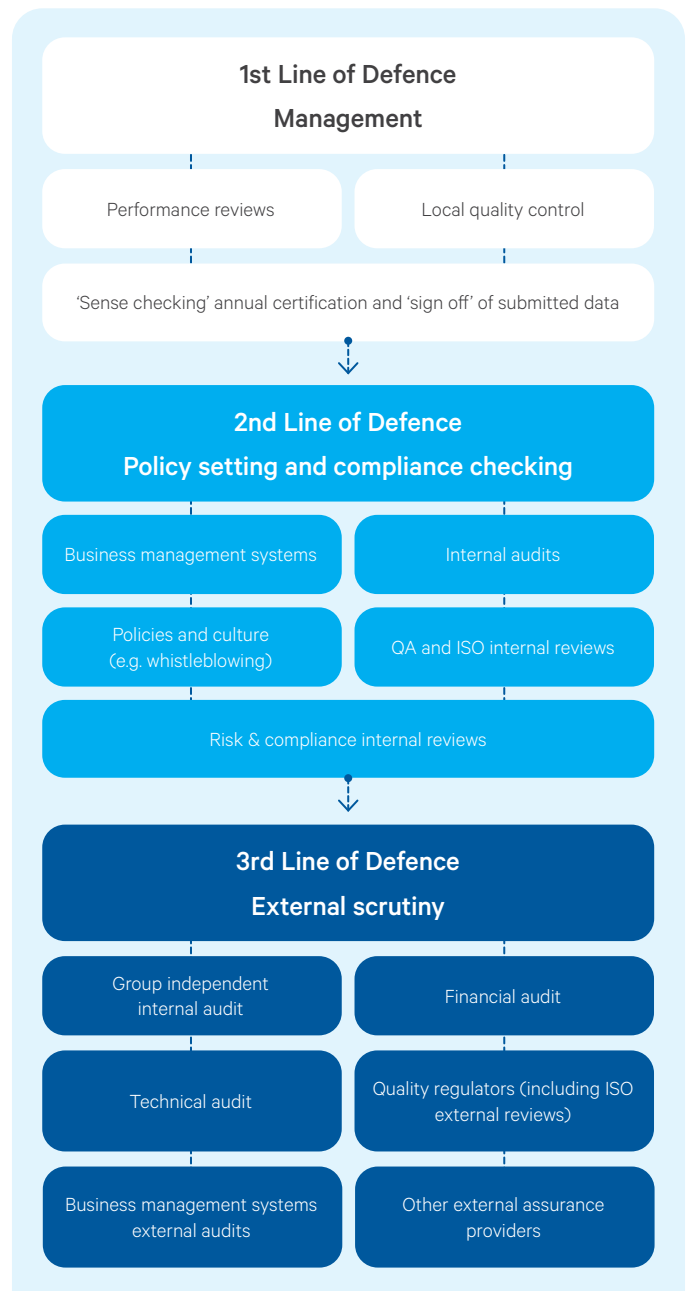 1st Line of Defence
Management
Performance reviews
Local quality control
‘Sense checking’ annual certification and ‘sign off’ of submitted data
2nd Line of Defence
Policy setting and compliance checking
Business management systems
Internal audits
Policies and culture
(e.g. whistleblowing)
QA and ISO internal reviews
Risk & compliance internal reviews
3rd Line of Defence
External scrutiny
Group independent
internal audit
Financial audit
Technical audit
Quality regulators (including ISO
external reviews)
Business management systems
external audits
Other external assurance
providers